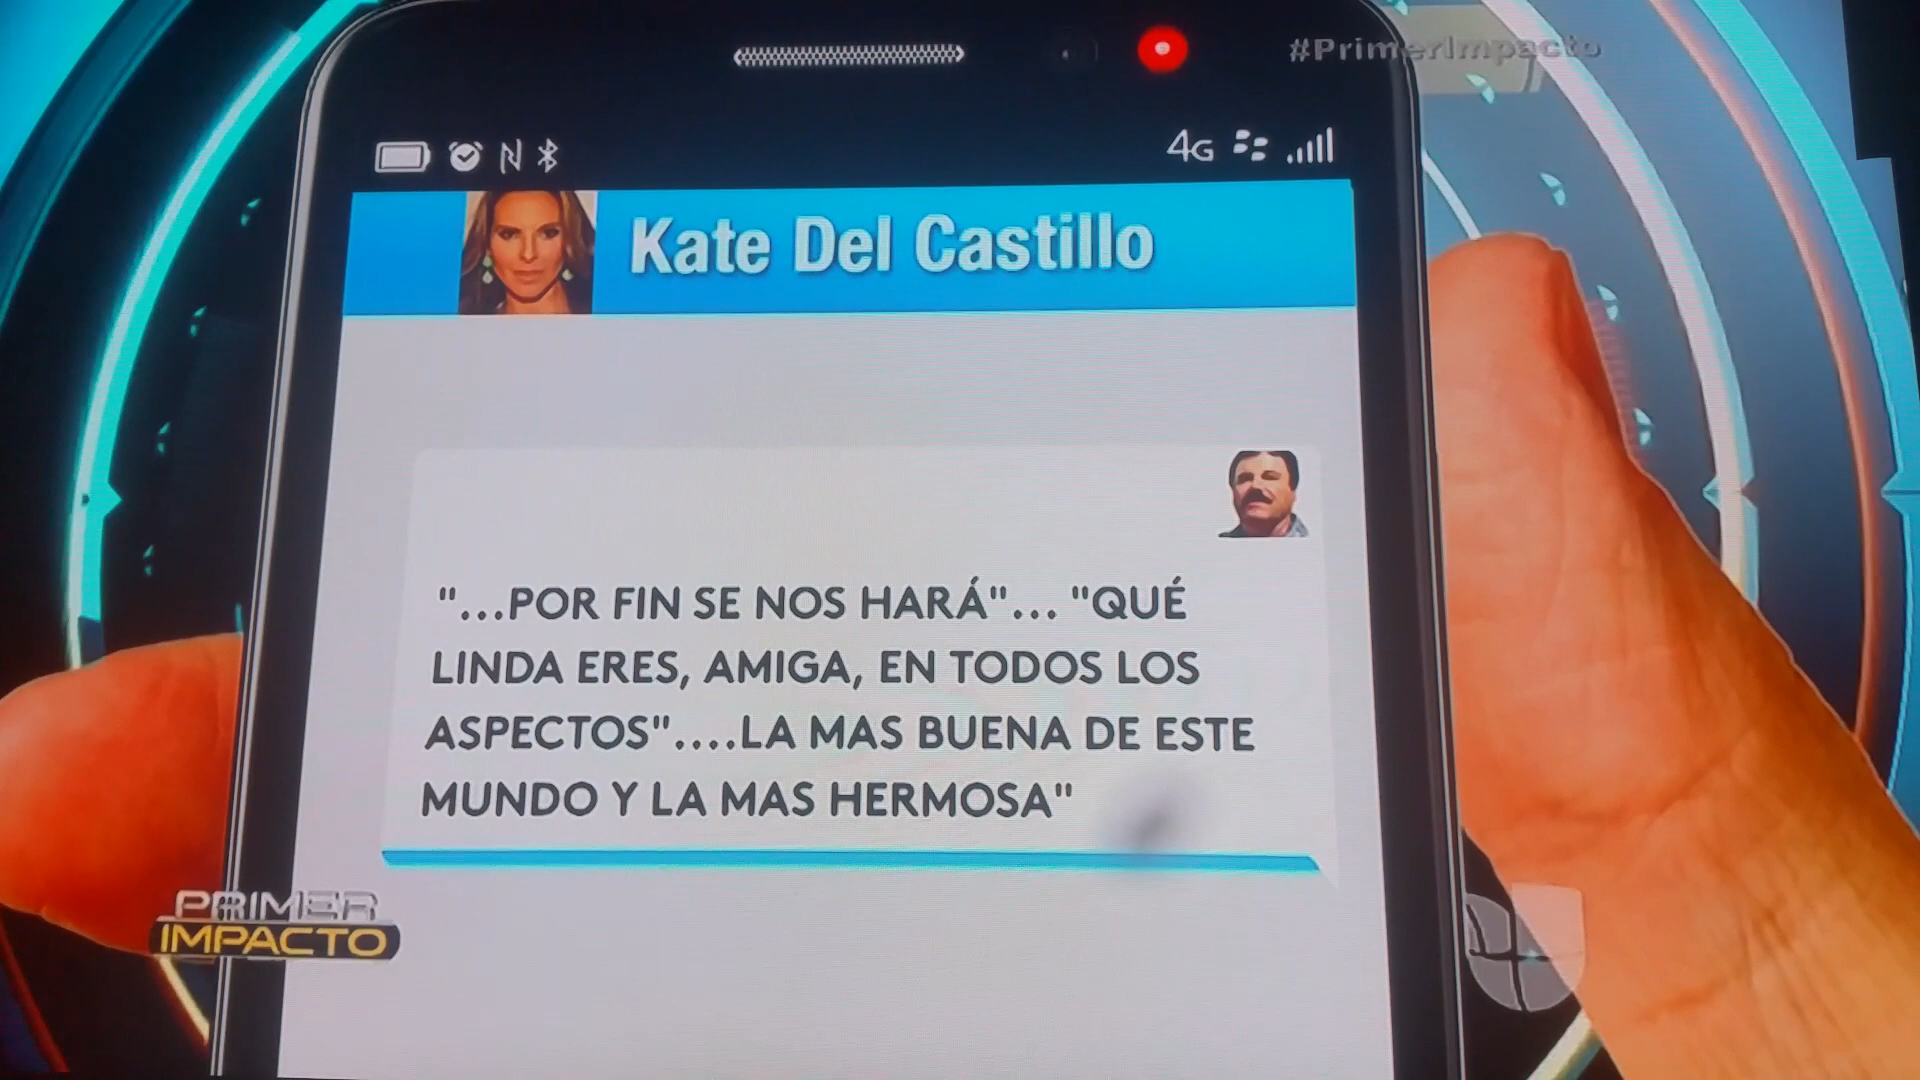 #PrimerImpacto
4G
Kate Del Castillo
"...POR FIN SE NOS HARÁ"... "QUÉ
LINDA ERES, AMIGA, EN TODOS LOS
ASPECTOS"....LA MAS BUENA DE ESTE
MUNDO Y LA MAS HERMOSA"
PRIMER
IMPACTO